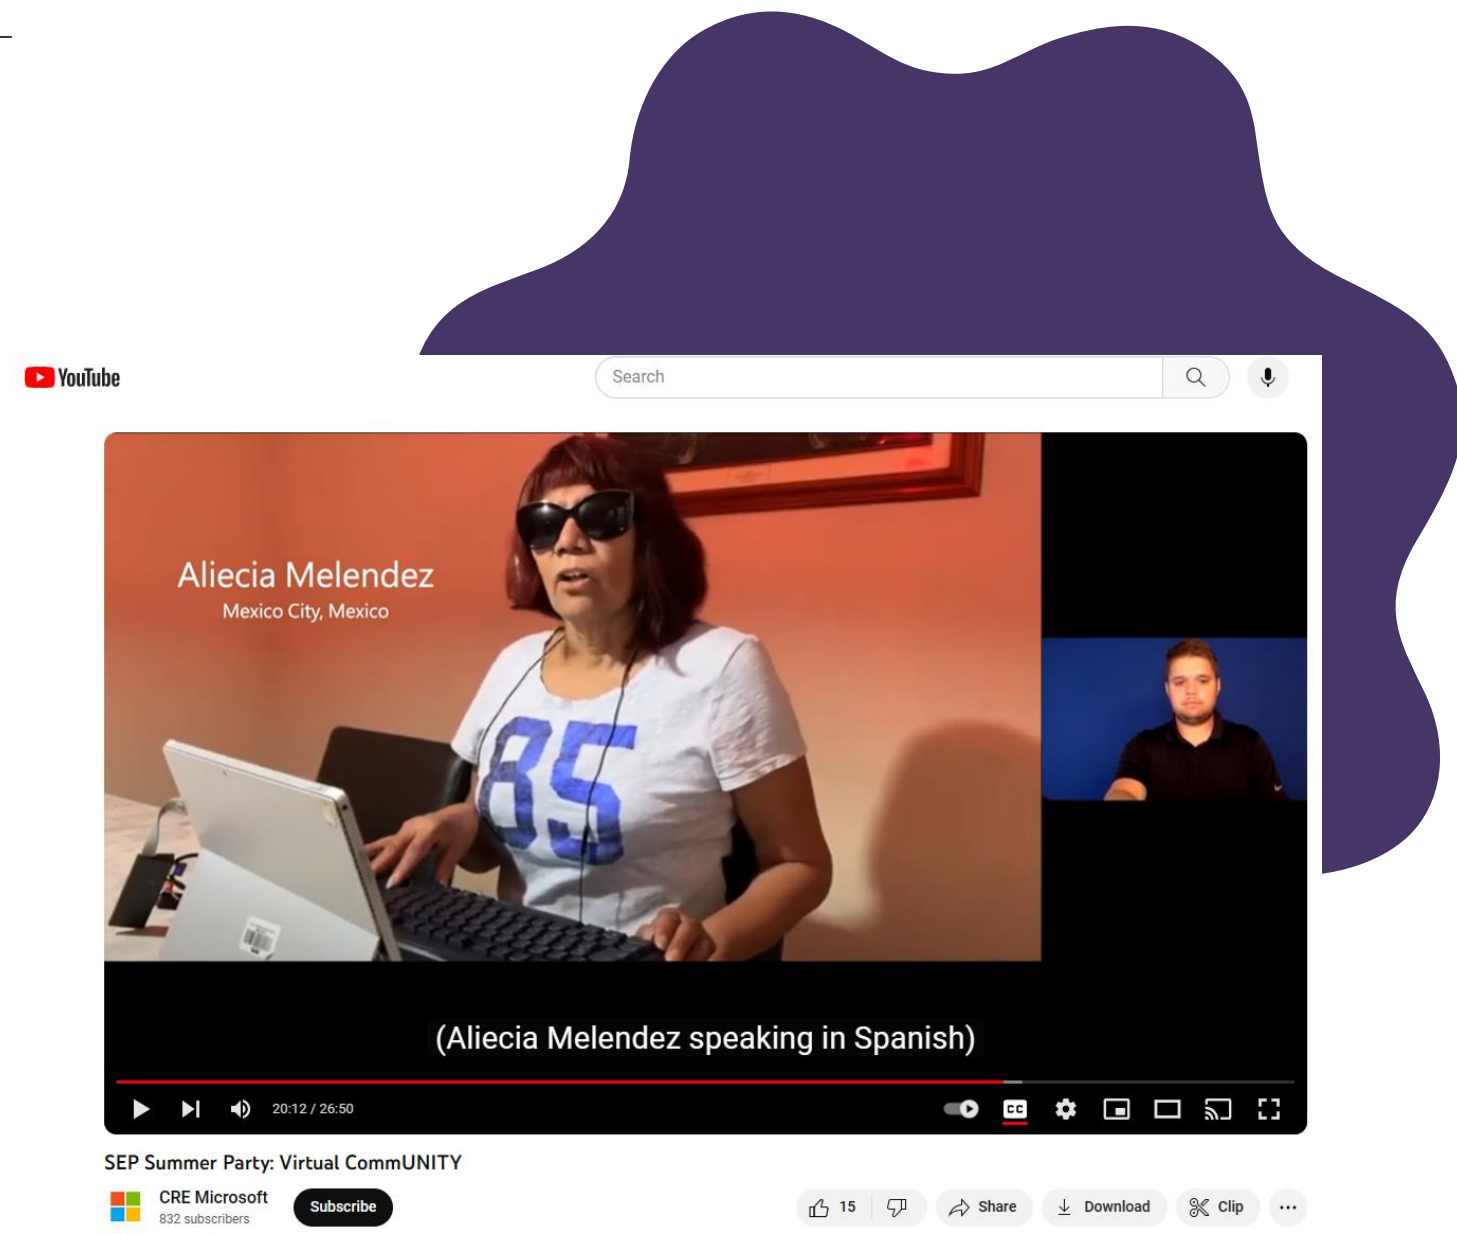 YouTube
Search
Aliecia Melendez
Mexico City, Mexico
85
(Aliecia Melendez speaking in Spanish)
20:12 / 26:50
CC
SEP Summer Party: Virtual CommUNITY
CRE Microsoft
832 subscribers
Subscribe
15
Share
Download
Clip